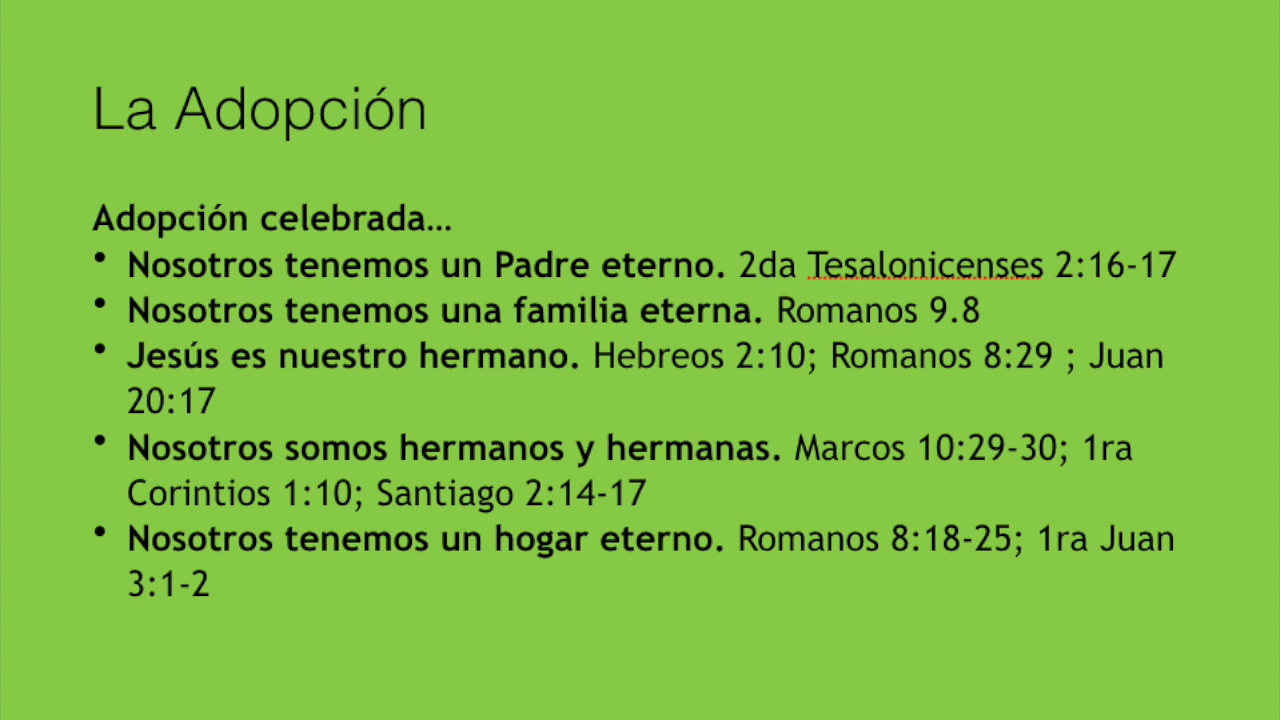 La Adopción
Adopción celebrada...
• Nosotros tenemos un Padre eterno. 2da Tesalonicenses 2:16-17
• Nosotros tenemos una familia eterna. Romanos 9.8
• Jesús es nuestro hermano. Hebreos 2:10; Romanos 8:29 ; Juan
20:17
• Nosotros somos hermanos y hermanas. Marcos 10:29-30; 1ra
Corintios 1:10; Santiago 2:14-17
• Nosotros tenemos un hogar eterno. Romanos 8:18-25; 1ra Juan
3:1-2